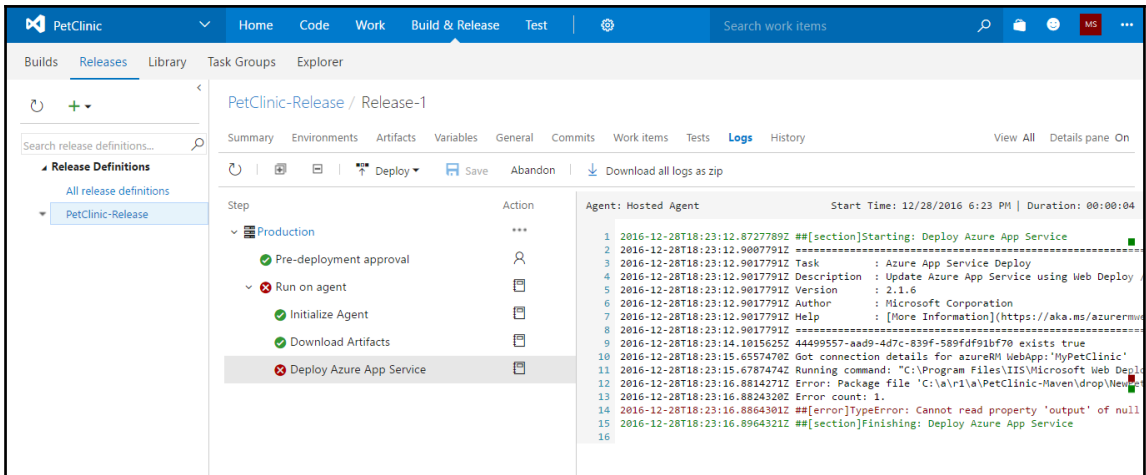 PetClinic Home Code Work Build & Release Test Search work items MS
Builds Releases Library Task Groups Explorer
PetClinic-Release / Release-1
Search release definitions...
Summary Environments Artifacts Variables General Commits Work items Tests Logs History View All Details pane On
Release Definitions
All release definitions
PetClinic-Release
Deploy Save Abandon Download all logs as zip
Step Action
Production
Pre-deployment approval
Run on agent
Initialize Agent
Download Artifacts
Deploy Azure App Service
Agent: Hosted Agent Start Time: 12/28/2016 6:23 PM | Duration: 00:00:04
1 2016-12-28T18:23:12.8727789Z ##[section]Starting: Deploy Azure App Service
2 2016-12-28T18:23:12.9007791Z ==============================================================================
3 2016-12-28T18:23:12.9017791Z Task : Azure App Service Deploy
4 2016-12-28T18:23:12.9017791Z Description : Update Azure App Service using Web Deploy /
5 2016-12-28T18:23:12.9017791Z Version : 2.1.6
6 2016-12-28T18:23:12.9017791Z Author : Microsoft Corporation
7 2016-12-28T18:23:12.9017791Z Help : [More Information](https://aka.ms/azurermwe
8 2016-12-28T18:23:12.9017791Z ==============================================================================
9 2016-12-28T18:23:14.1015625Z 44499557-aad9-4d7c-839f-589fdf91bf70 exists true
10 2016-12-28T18:23:15.6557470Z Got connection details for azureRM WebApp:'MyPetClinic'
11 2016-12-28T18:23:15.6787474Z Running command: "C:\Program Files\IIS\Microsoft Web Deplo
12 2016-12-28T18:23:16.8814271Z Error: Package file 'C:\a\r1\a\PetClinic-Maven\drop\NewPet
13 2016-12-28T18:23:16.8824320Z Error count: 1.
14 2016-12-28T18:23:16.8864301Z ##[error]TypeError: Cannot read property 'output' of null
15 2016-12-28T18:23:16.8964321Z ##[section]Finishing: Deploy Azure App Service
16